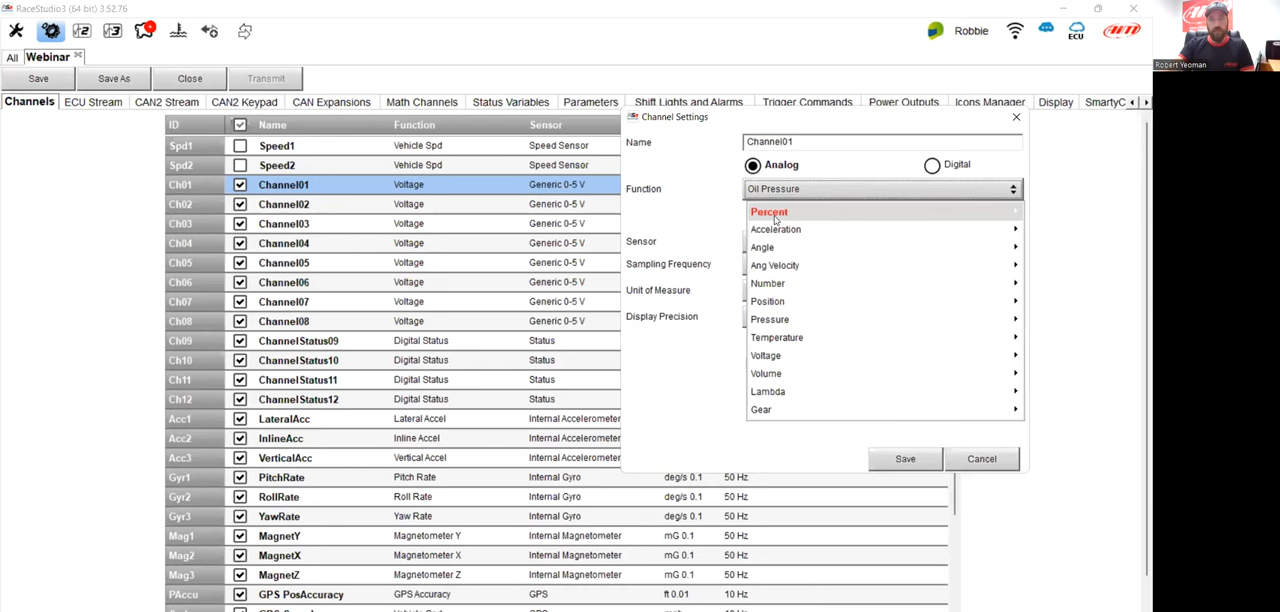 RaceStudio3 (64 bit) 3.52.76
Robbie
ECU
Robert Yeoman
All Webinar
Save Save As Close Transmit
Channels ECU Stream CAN2 Stream CAN2 Keypad CAN Expansions Math Channels Status Variables Parameters Shift Lights and Alarms Trigger Commands Power Outputs Icons Manager Display SmartyC
ID Name Function Sensor
Spd1 Speed1 Vehicle Spd Speed Sensor
Spd2 Speed2 Vehicle Spd Speed Sensor
Ch01 Channel01 Voltage Generic 0-5 V
Ch02 Channel02 Voltage Generic 0-5 V
Ch03 Channel03 Voltage Generic 0-5 V
Ch04 Channel04 Voltage Generic 0-5 V
Ch05 Channel05 Voltage Generic 0-5 V
Ch06 Channel06 Voltage Generic 0-5 V
Ch07 Channel07 Voltage Generic 0-5 V
Ch08 Channel08 Voltage Generic 0-5 V
Ch09 ChannelStatus09 Digital Status Status
Ch10 ChannelStatus10 Digital Status Status
Ch11 ChannelStatus11 Digital Status Status
Ch12 ChannelStatus12 Digital Status Status
Acc1 LateralAcc Lateral Accel Internal Accelerometer
Acc2 InlineAcc Inline Accel Internal Accelerometer
Acc3 VerticalAcc Vertical Accel Internal Accelerometer
Gyr1 PitchRate Pitch Rate Internal Gyro deg/s 0.1 50 Hz
Gyr2 RollRate Roll Rate Internal Gyro deg/s 0.1 50 Hz
Gyr3 YawRate Yaw Rate Internal Gyro deg/s 0.1 50 Hz
Mag1 MagnetY Magnetometer Y Internal Magnetometer mG 0.1 50 Hz
Mag2 MagnetX Magnetometer X Internal Magnetometer mG 0.1 50 Hz
Mag3 MagnetZ Magnetometer Z Internal Magnetometer mG 0.1 50 Hz
PAccu GPS PosAccuracy GPS Accuracy GPS ft 0.01 10 Hz
Channel Settings
Name Channel01
Analog Digital
Function Oil Pressure
Percent
Acceleration
Angle
Ang Velocity
Number
Position
Pressure
Temperature
Voltage
Volume
Lambda
Gear
Sensor
Sampling Frequency
Unit of Measure
Display Precision
Save Cancel